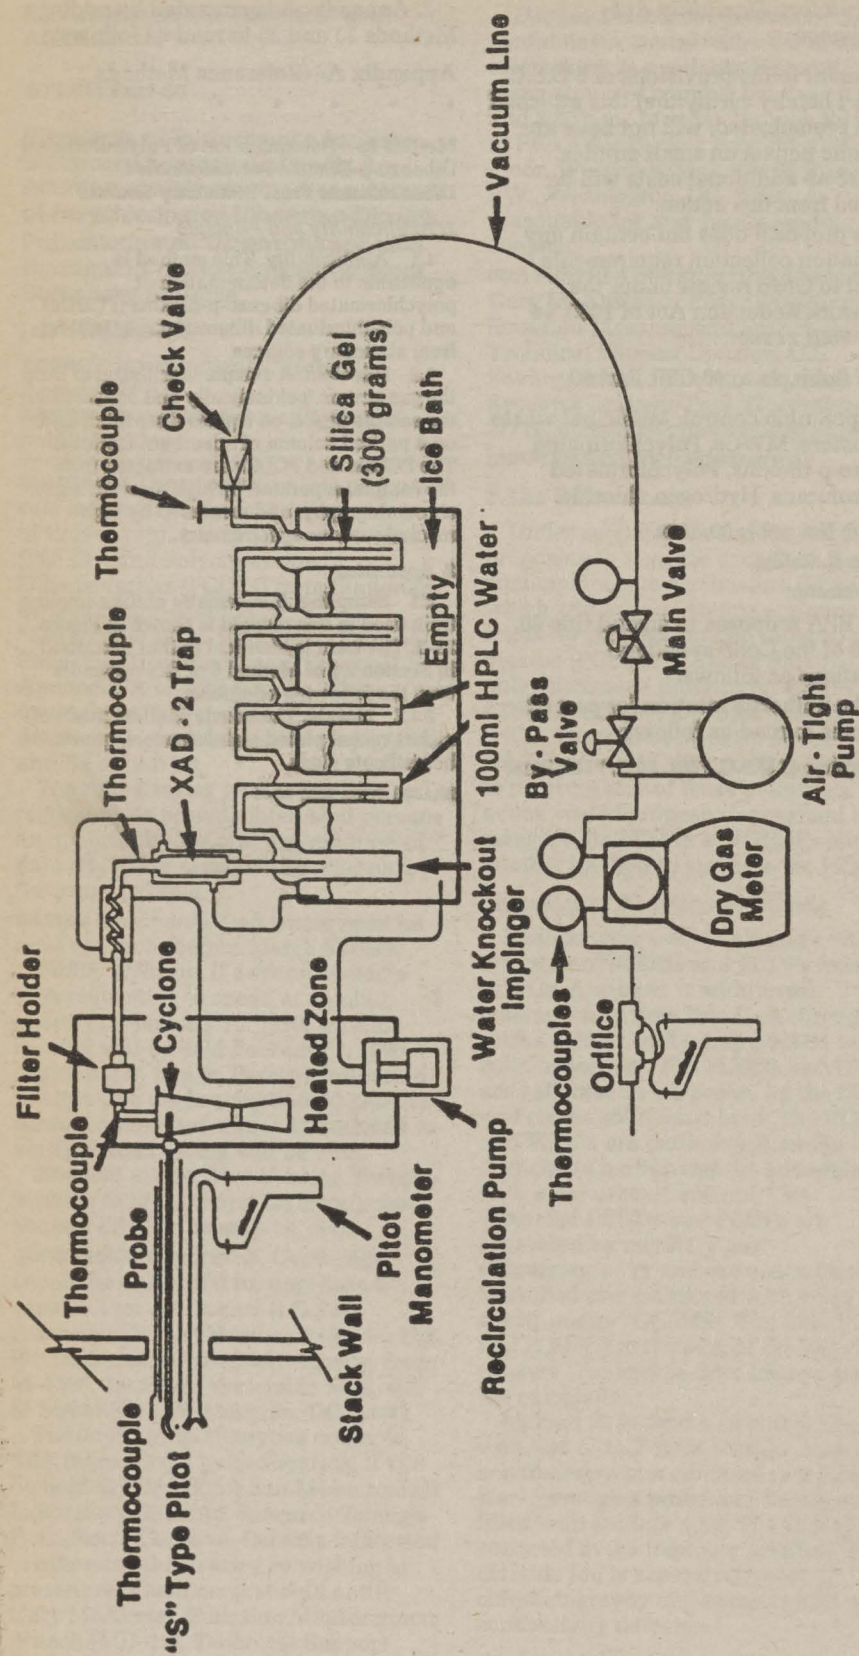 Thermocouple
"S" Type Pitot
Thermocouple
Probe
Stack Wall
Pitot
Manometer
Filter Holder
Cyclone
Heated Zone
Recirculation Pump
Thermocouple
XAD-2 Trap
Thermocouple
Check Valve
Silica Gel
(300 grams)
Ice Bath
Empty
100ml HPLC Water
Water Knockout
Impinger
Vacuum Line
Thermocouples
Orifice
Dry Gas
Meter
By-Pass
Valve
Air-Tight
Pump
Main Valve